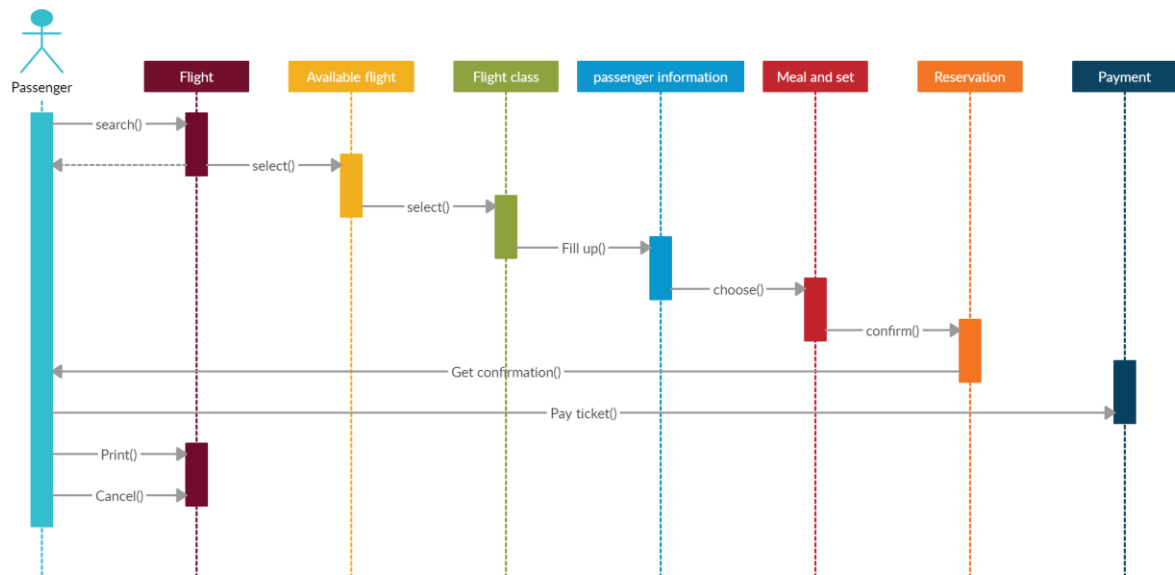 Passenger
Flight
Available flight
Flight class
passenger information
Meal and set
Reservation
Payment
search()
select()
select()
Fill up()
choose()
confirm()
Get confirmation()
Pay ticket()
Print()
Cancel()